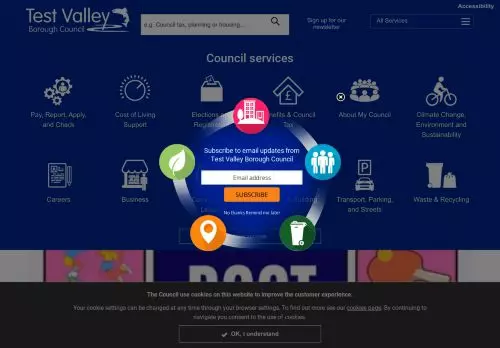 Accessibility
Test Valley
Borough Council
e.g. Council tax, planning or housing...
Sign up for our
newsletter
All Services
Council services
Pay, Report, Apply,
and Check
Cost of Living
Support
Elections
Benefits & Council
Tax
About My Council
Climate Change,
Environment and
Sustainability
Subscribe to email updates from
Test Valley Borough Council
Email address
SUBSCRIBE
No thanks Remind me later
Careers
Business
Building
Transport, Parking,
and Streets
Waste & Recycling
The Council use cookies on this website to improve the customer experience.
Your cookie settings can be changed at any time through your browser settings. To find out more see our cookies page. By continuing to
navigate you consent to the use of cookies.
OK, I understand